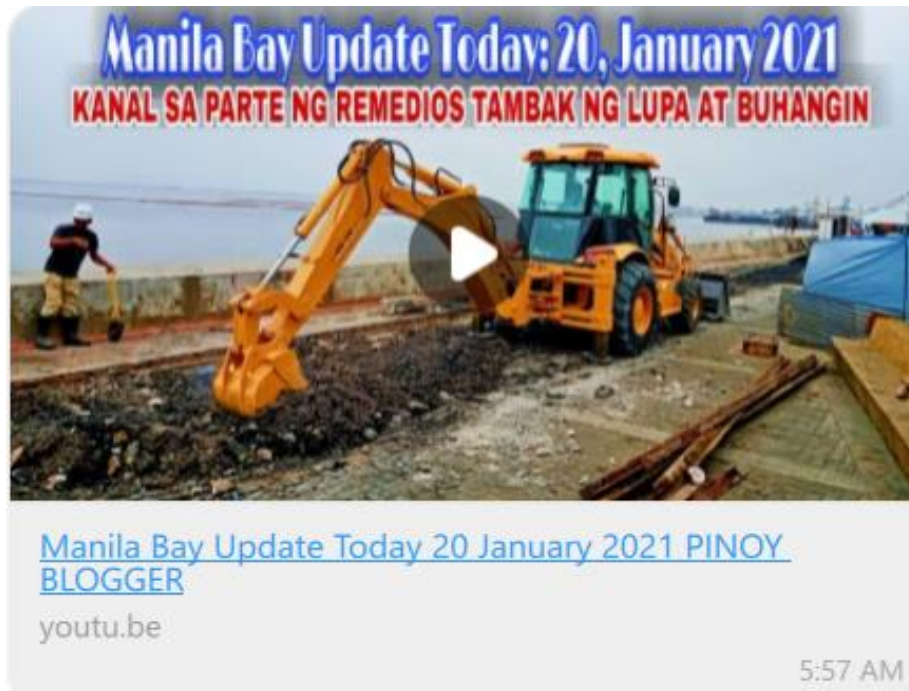 Manila Bay Update Today: 20, January 2021
KANAL SA PARTE NG REMEDIOS TAMBAK NG LUPA AT BUHANGIN
Manila Bay Update Today 20 January 2021 PINOY
BLOGGER
youtu.be
5:57 AM